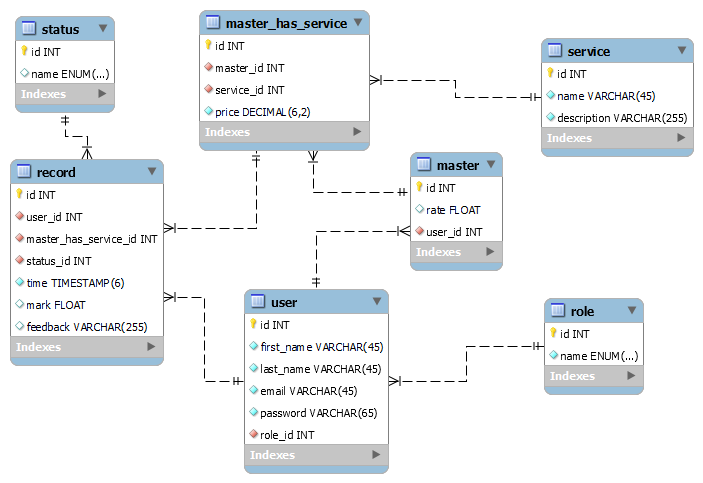 status
id INT
name ENUM(...)
Indexes
master_has_service
id INT
master_id INT
service_id INT
price DECIMAL(6,2)
Indexes
service
id INT
name VARCHAR(45)
description VARCHAR(255)
Indexes
record
id INT
user_id INT
master_has_service_id INT
status_id INT
time TIMESTAMP(6)
mark FLOAT
feedback VARCHAR(255)
Indexes
master
id INT
rate FLOAT
user_id INT
Indexes
user
id INT
first_name VARCHAR(45)
last_name VARCHAR(45)
email VARCHAR(45)
password VARCHAR(65)
role_id INT
Indexes
role
id INT
name ENUM(...)
Indexes